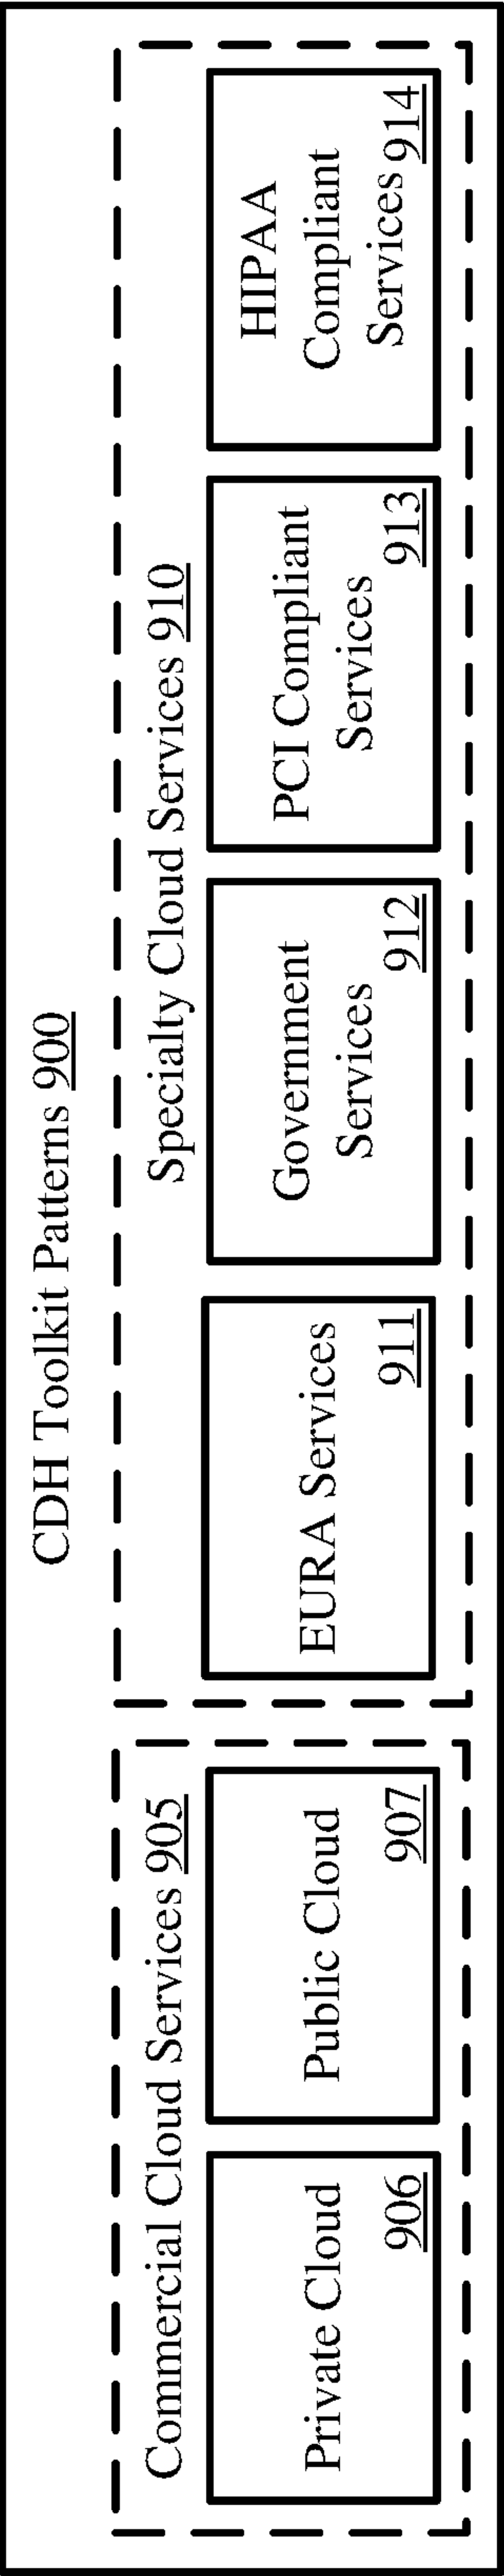 CDH Toolkit Patterns 900
Commercial Cloud Services 905
Private Cloud
906
Public Cloud
907
Specialty Cloud Services 910
EURA Services
911
Government
Services
912
PCI Compliant
Services
913
HIPAA
Compliant
Services 914